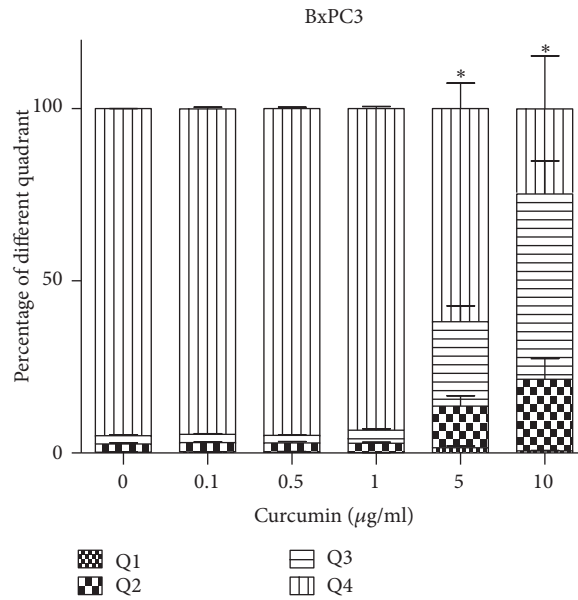 BxPC3
Percentage of different quadrant
100
50
0
* *
0 0.1 0.5 1 5 10
Curcumin (μg/ml)
Q1 Q3
Q2 Q4